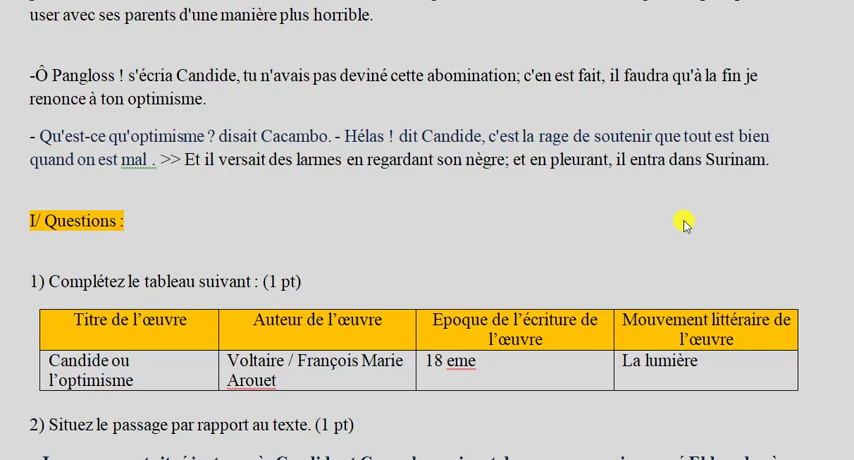 user avec ses parents d'une manière plus horrible.
-Ô Pangloss ! s'écria Candide, tu n'avais pas deviné cette abomination; c'en est fait, il faudra qu'à la fin je
renonce à ton optimisme.
- Qu'est-ce qu'optimisme ? disait Cacambo. - Hélas ! dit Candide, c'est la rage de soutenir que tout est bien
quand on est mal . >> Et il versait des larmes en regardant son nègre; et en pleurant, il entra dans Surinam.
I/ Questions :
1) Complétez le tableau suivant : (1 pt)
Titre de l’œuvre
Auteur de l’œuvre
Epoque de l’écriture de
l’œuvre
Mouvement littéraire de
l’œuvre
Candide ou
l’optimisme
Voltaire / François Marie
Arouet
18 eme
La lumière
2) Situez le passage par rapport au texte. (1 pt)